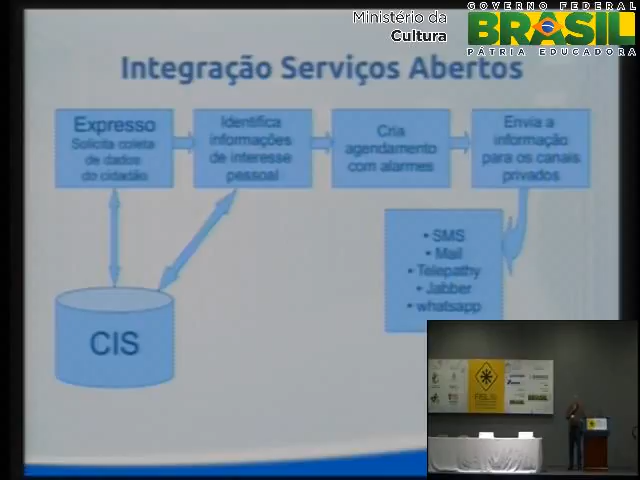 Ministério da
Cultura
GOVERNO FEDERAL
BRASIL
PÁTRIA EDUCADORA
Integração Serviços Abertos
Expresso
Solicita coleta
de dados
do cidadão
Identifica
informações
de interesse
pessoal
Cria
agendamento
com alarmes
Envia a
informação
para os canais
privados
• SMS
• Mail
• Telepathy
• Jabber
• whatsapp
CIS